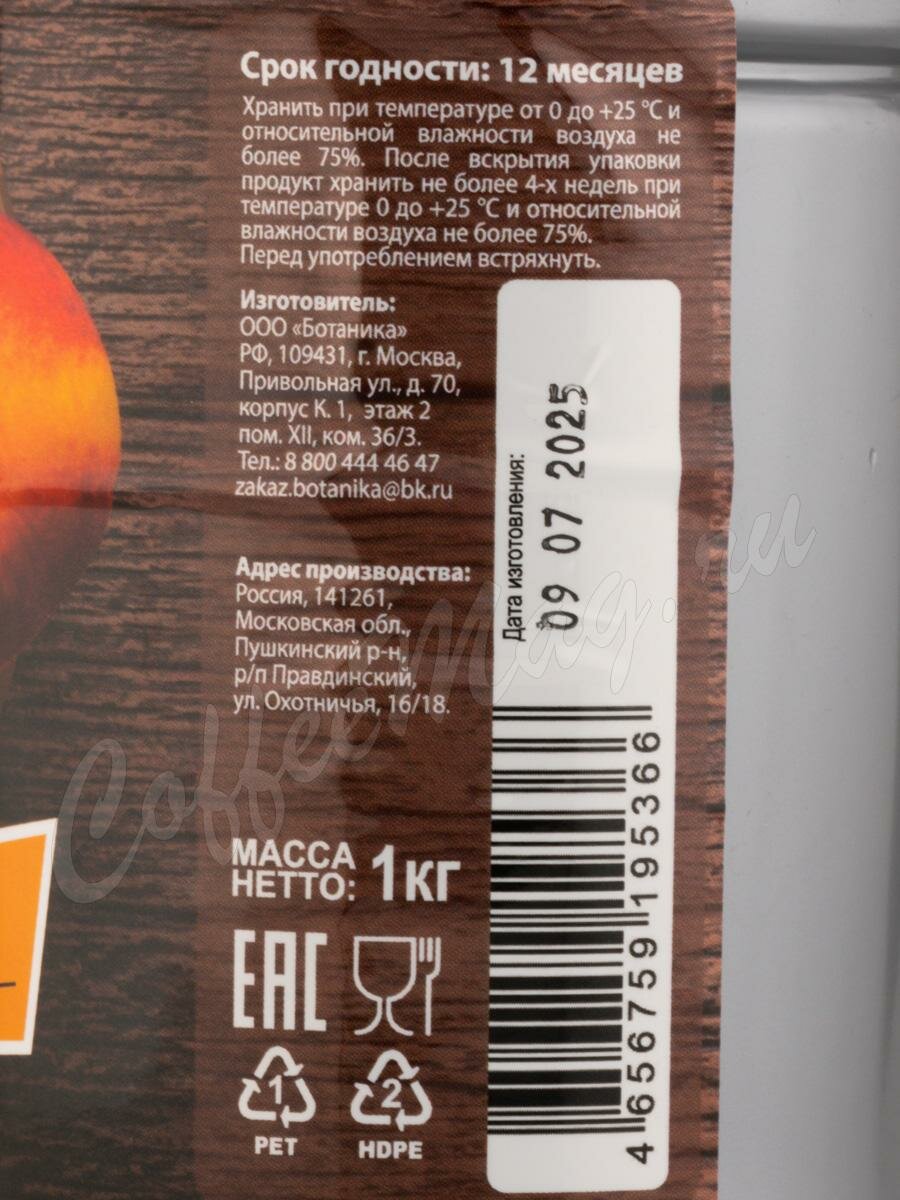 Срок годности: 12 месяцев
Хранить при температуре от 0 до +25 °C и
относительной влажности воздуха не
более 75%. После вскрытия упаковки
продукт хранить не более 4-х недель при
температуре 0 до +25 °C и относительной
влажности воздуха не более 75%.
Перед употреблением встряхнуть.
Изготовитель:
ООО «Ботаника»
РФ, 109431, г. Москва,
Привольная ул., д. 70,
корпус К. 1, этаж 2
пом. XII, ком. 36/3.
Тел.: 8 800 444 46 47
zakaz.botanika@bk.ru
Дата изготовления:
09 07 2025
Адрес производства:
Россия, 141261,
Московская обл.,
Пушкинский р-н,
р/п Правдинский,
ул. Охотничья, 16/18.
МАССА
НЕТТО: 1кг
EAC
1
PET
2
HDPE
4 656759 195366
CoffeeMag.ru